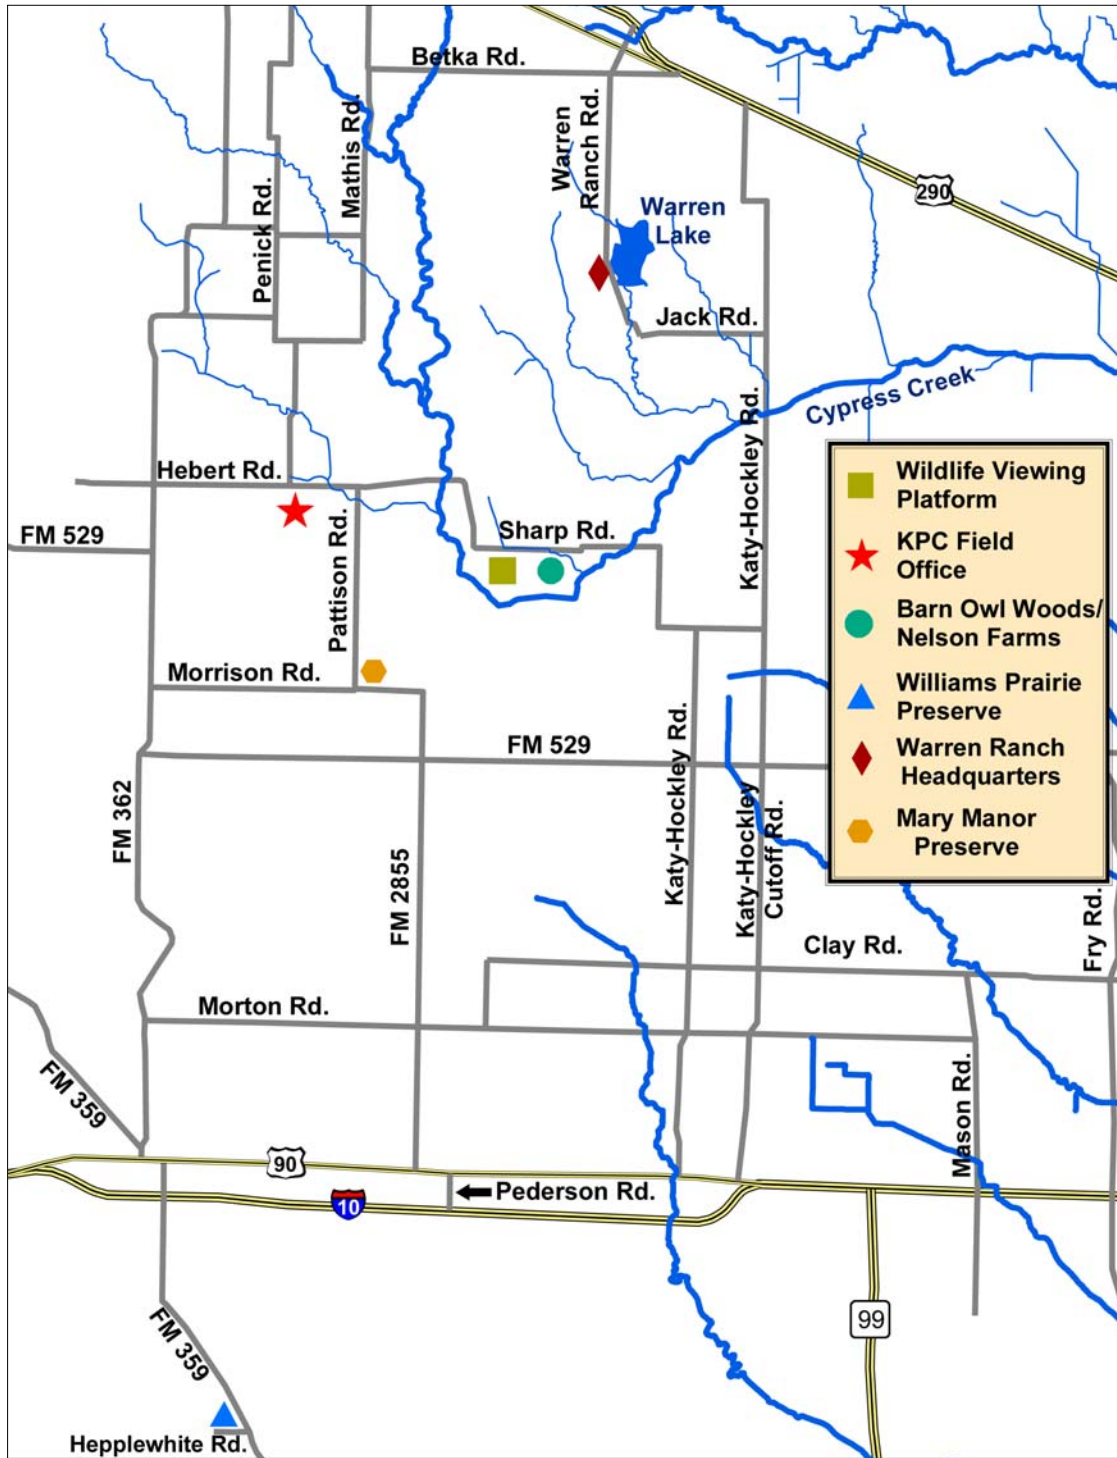 Betka Rd.
Mathis Rd.
Warren
Ranch Rd.
Penick Rd.
290
Warren
Lake
Jack Rd.
Cypress Creek
Katy-Hockley Rd.
Hebert Rd.
FM 529
Sharp Rd.
Pattison Rd.
Morrison Rd.
Wildlife Viewing
Platform
KPC Field
Office
Barn Owl Woods/
Nelson Farms
Williams Prairie
Preserve
Warren Ranch
Headquarters
Mary Manor
Preserve
FM 529
FM 362
Katy-Hockley Rd.
Katy-Hockley
Cutoff Rd.
FM 2855
Clay Rd.
Fry Rd.
Morton Rd.
FM 359
Mason Rd.
90
Pederson Rd.
10
99
FM 359
Hepplewhite Rd.